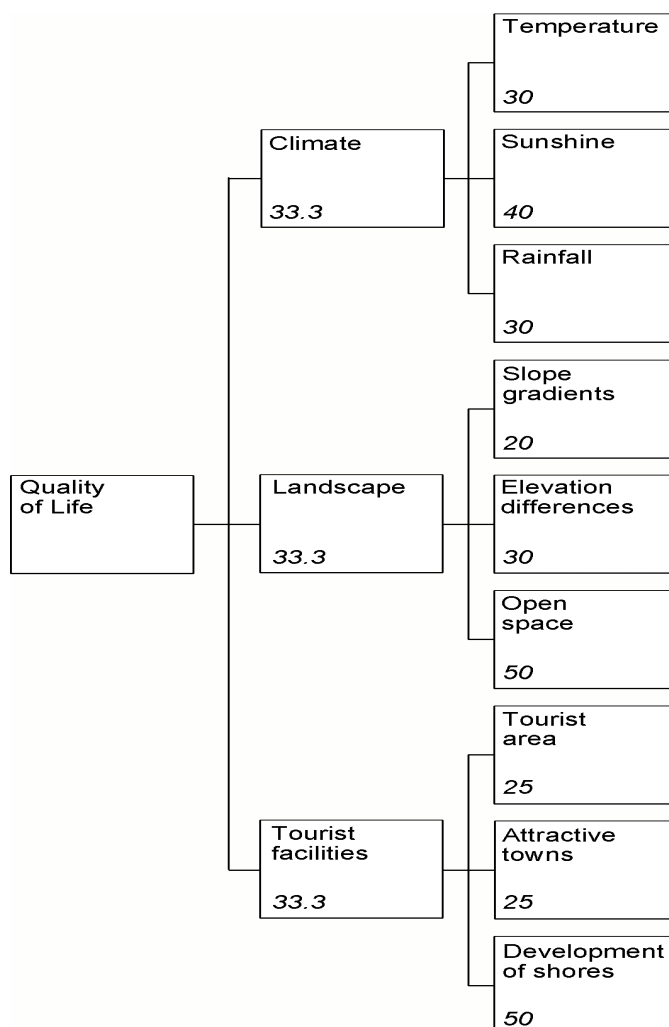 Temperature
30
Climate
33.3
Sunshine
40
Rainfall
30
Slope
gradients
20
Quality
of Life
Landscape
33.3
Elevation
differences
30
Open
space
50
Tourist
area
25
Tourist
facilities
33.3
Attractive
towns
25
Development
of shores
50